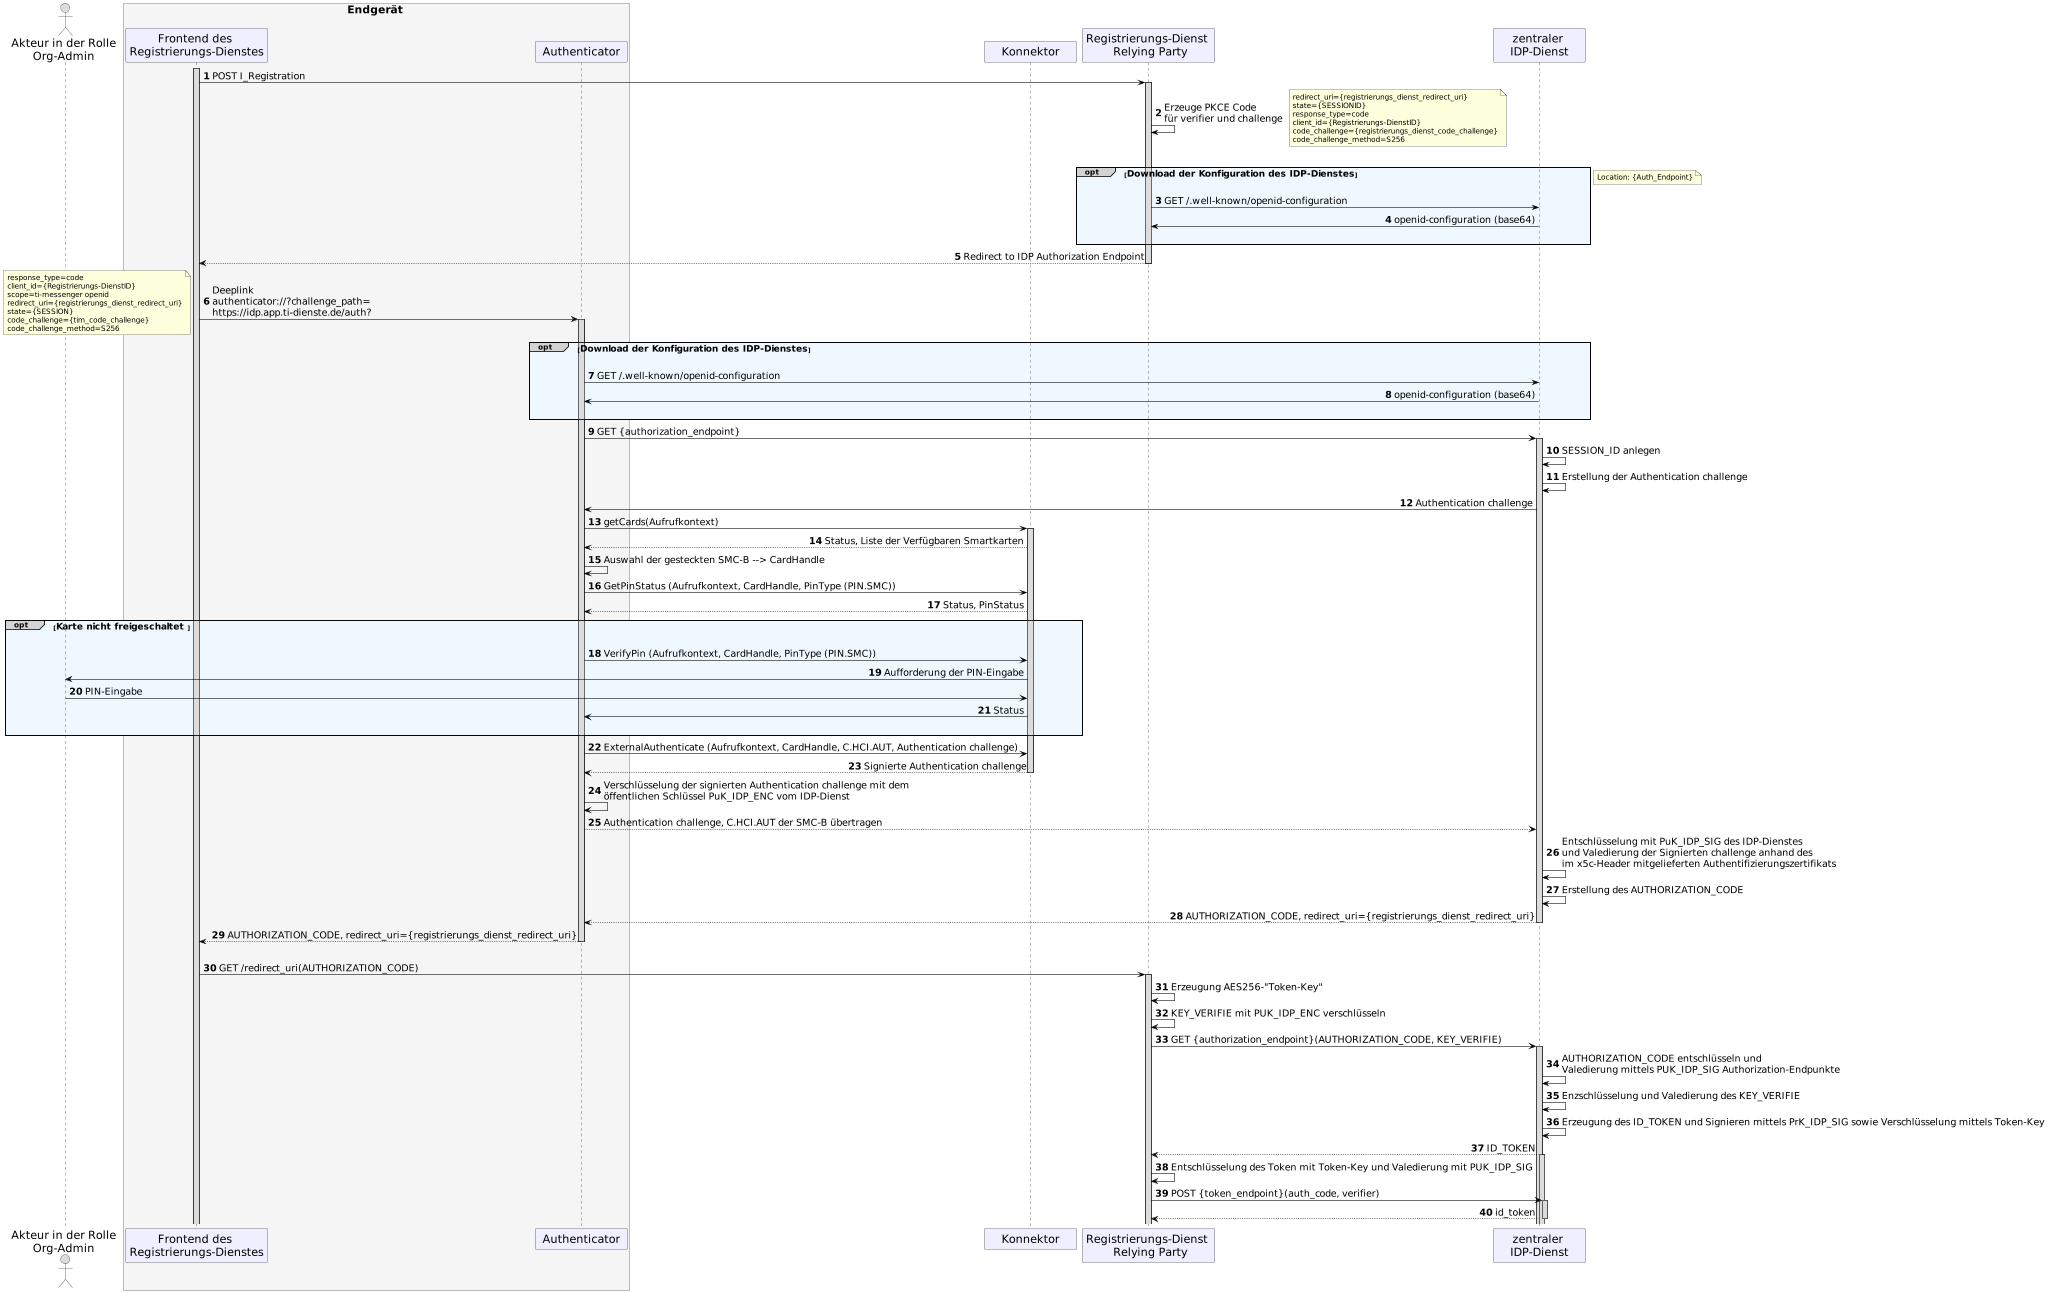 Endgerät
Akteur in der Rolle
Org-Admin
Frontend des
Registrierungs-Dienstes
Authenticator
Konnektor
Registrierungs-Dienst
Relying Party
zentraler
IDP-Dienst
1 POST I_Registration
2 Erzeuge PKCE Code
für verifier und challenge
redirect_uri={registrierungs_dienst_redirect_uri}
state={SESSIONID}
response_type=code
client_id={Registrierungs-DienstID}
code_challenge={registrierungs_dienst_code_challenge}
code_challenge_method=S256
opt [Download der Konfiguration des IDP-Dienstes]
Location: {Auth_Endpoint}
3 GET /.well-known/openid-configuration
4 openid-configuration (base64)
5 Redirect to IDP Authorization Endpoint
response_type=code
client_id={Registrierungs-DienstID}
scope=ti-messenger openid
redirect_uri={registrierungs_dienst_redirect_uri}
state={SESSION}
code_challenge={tim_code_challenge}
code_challenge_method=S256
Deeplink
6 authenticator://?challenge_path=
https://idp.app.ti-dienste.de/auth?
opt [Download der Konfiguration des IDP-Dienstes]
7 GET /.well-known/openid-configuration
8 openid-configuration (base64)
9 GET {authorization_endpoint}
10 SESSION_ID anlegen
11 Erstellung der Authentication challenge
12 Authentication challenge
13 getCards(Aufrufkontext)
14 Status, Liste der Verfügbaren Smartkarten
15 Auswahl der gesteckten SMC-B --> CardHandle
16 GetPinStatus (Aufrufkontext, CardHandle, PinType (PIN.SMC))
17 Status, PinStatus
opt [Karte nicht freigeschaltet ]
18 VerifyPin (Aufrufkontext, CardHandle, PinType (PIN.SMC))
19 Aufforderung der PIN-Eingabe
20 PIN-Eingabe
21 Status
22 ExternalAuthenticate (Aufrufkontext, CardHandle, C.HCI.AUT, Authentication challenge)
23 Signierte Authentication challenge
24 Verschlüsselung der signierten Authentication challenge mit dem
öffentlichen Schlüssel PuK_IDP_ENC vom IDP-Dienst
25 Authentication challenge, C.HCI.AUT der SMC-B übertragen
Entschlüsselung mit PuK_IDP_SIG des IDP-Dienstes
26 und Valedierung der Signierten challenge anhand des
im x5c-Header mitgelieferten Authentifizierungszertifikats
27 Erstellung des AUTHORIZATION_CODE
28 AUTHORIZATION_CODE, redirect_uri={registrierungs_dienst_redirect_uri}
29 AUTHORIZATION_CODE, redirect_uri={registrierungs_dienst_redirect_uri}
30 GET /redirect_uri(AUTHORIZATION_CODE)
31 Erzeugung AES256-"Token-Key"
32 KEY_VERIFIE mit PUK_IDP_ENC verschlüseln
33 GET {authorization_endpoint}(AUTHORIZATION_CODE, KEY_VERIFIE)
34 AUTHORIZATION_CODE entschlüseln und
Valedierung mittels PUK_IDP_SIG Authorization-Endpunkte
35 Enzschlüselung und Valedierung des KEY_VERIFIE
36 Erzeugung des ID_TOKEN und Signieren mittels PrK_IDP_SIG sowie Verschlüselung mittels Token-Key
37 ID_TOKEN
38 Entschlüselung des Token mit Token-Key und Valedierung mit PUK_IDP_SIG
39 POST {token_endpoint}(auth_code, verifier)
40 id_token
Akteur in der Rolle
Org-Admin
Frontend des
Registrierungs-Dienstes
Authenticator
Konnektor
Registrierungs-Dienst
Relying Party
zentraler
IDP-Dienst